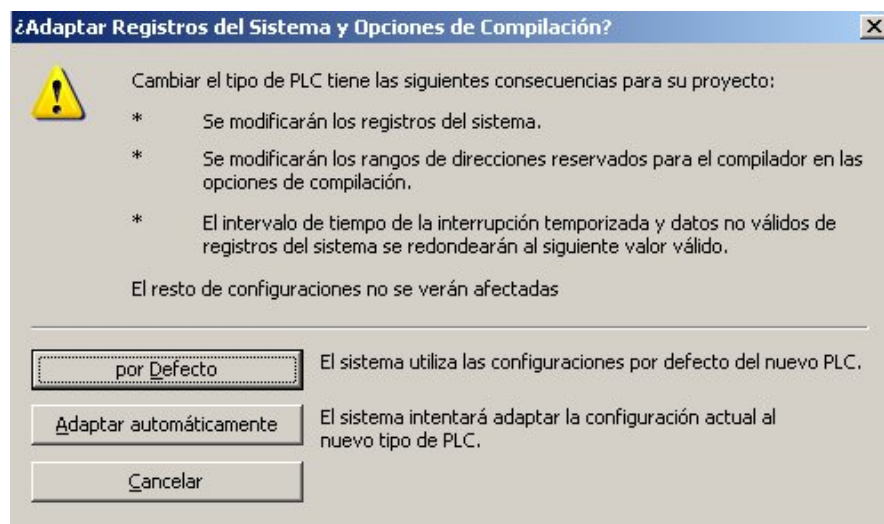 ¿Adaptar Registros del Sistema y Opciones de Compilación?
Cambiar el tipo de PLC tiene las siguientes consecuencias para su proyecto:
* Se modificarán los registros del sistema.
* Se modificarán los rangos de direcciones reservados para el compilador en las
opciones de compilación.
* El intervalo de tiempo de la interrupción temporizada y datos no válidos de
registros del sistema se redondearán al siguiente valor válido.
El resto de configuraciones no se verán afectadas
por Defecto El sistema utiliza las configuraciones por defecto del nuevo PLC.
Adaptar automáticamente El sistema intentará adaptar la configuración actual al
nuevo tipo de PLC.
Cancelar